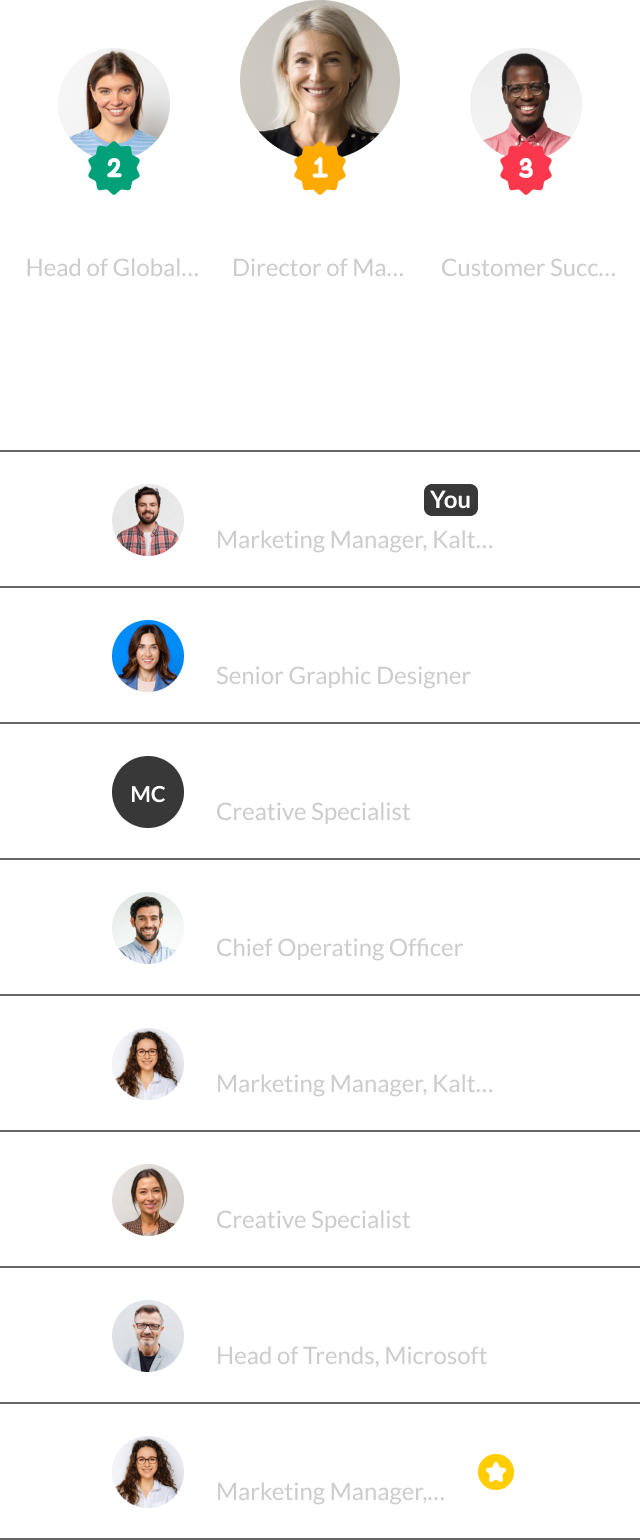 2
1
3
Head of Global...
Director of Ma...
Customer Succ...
You
Marketing Manager, Kalt...
Senior Graphic Designer
MC
Creative Specialist
Chief Operating Officer
Marketing Manager, Kalt...
Creative Specialist
Head of Trends, Microsoft
Marketing Manager,...